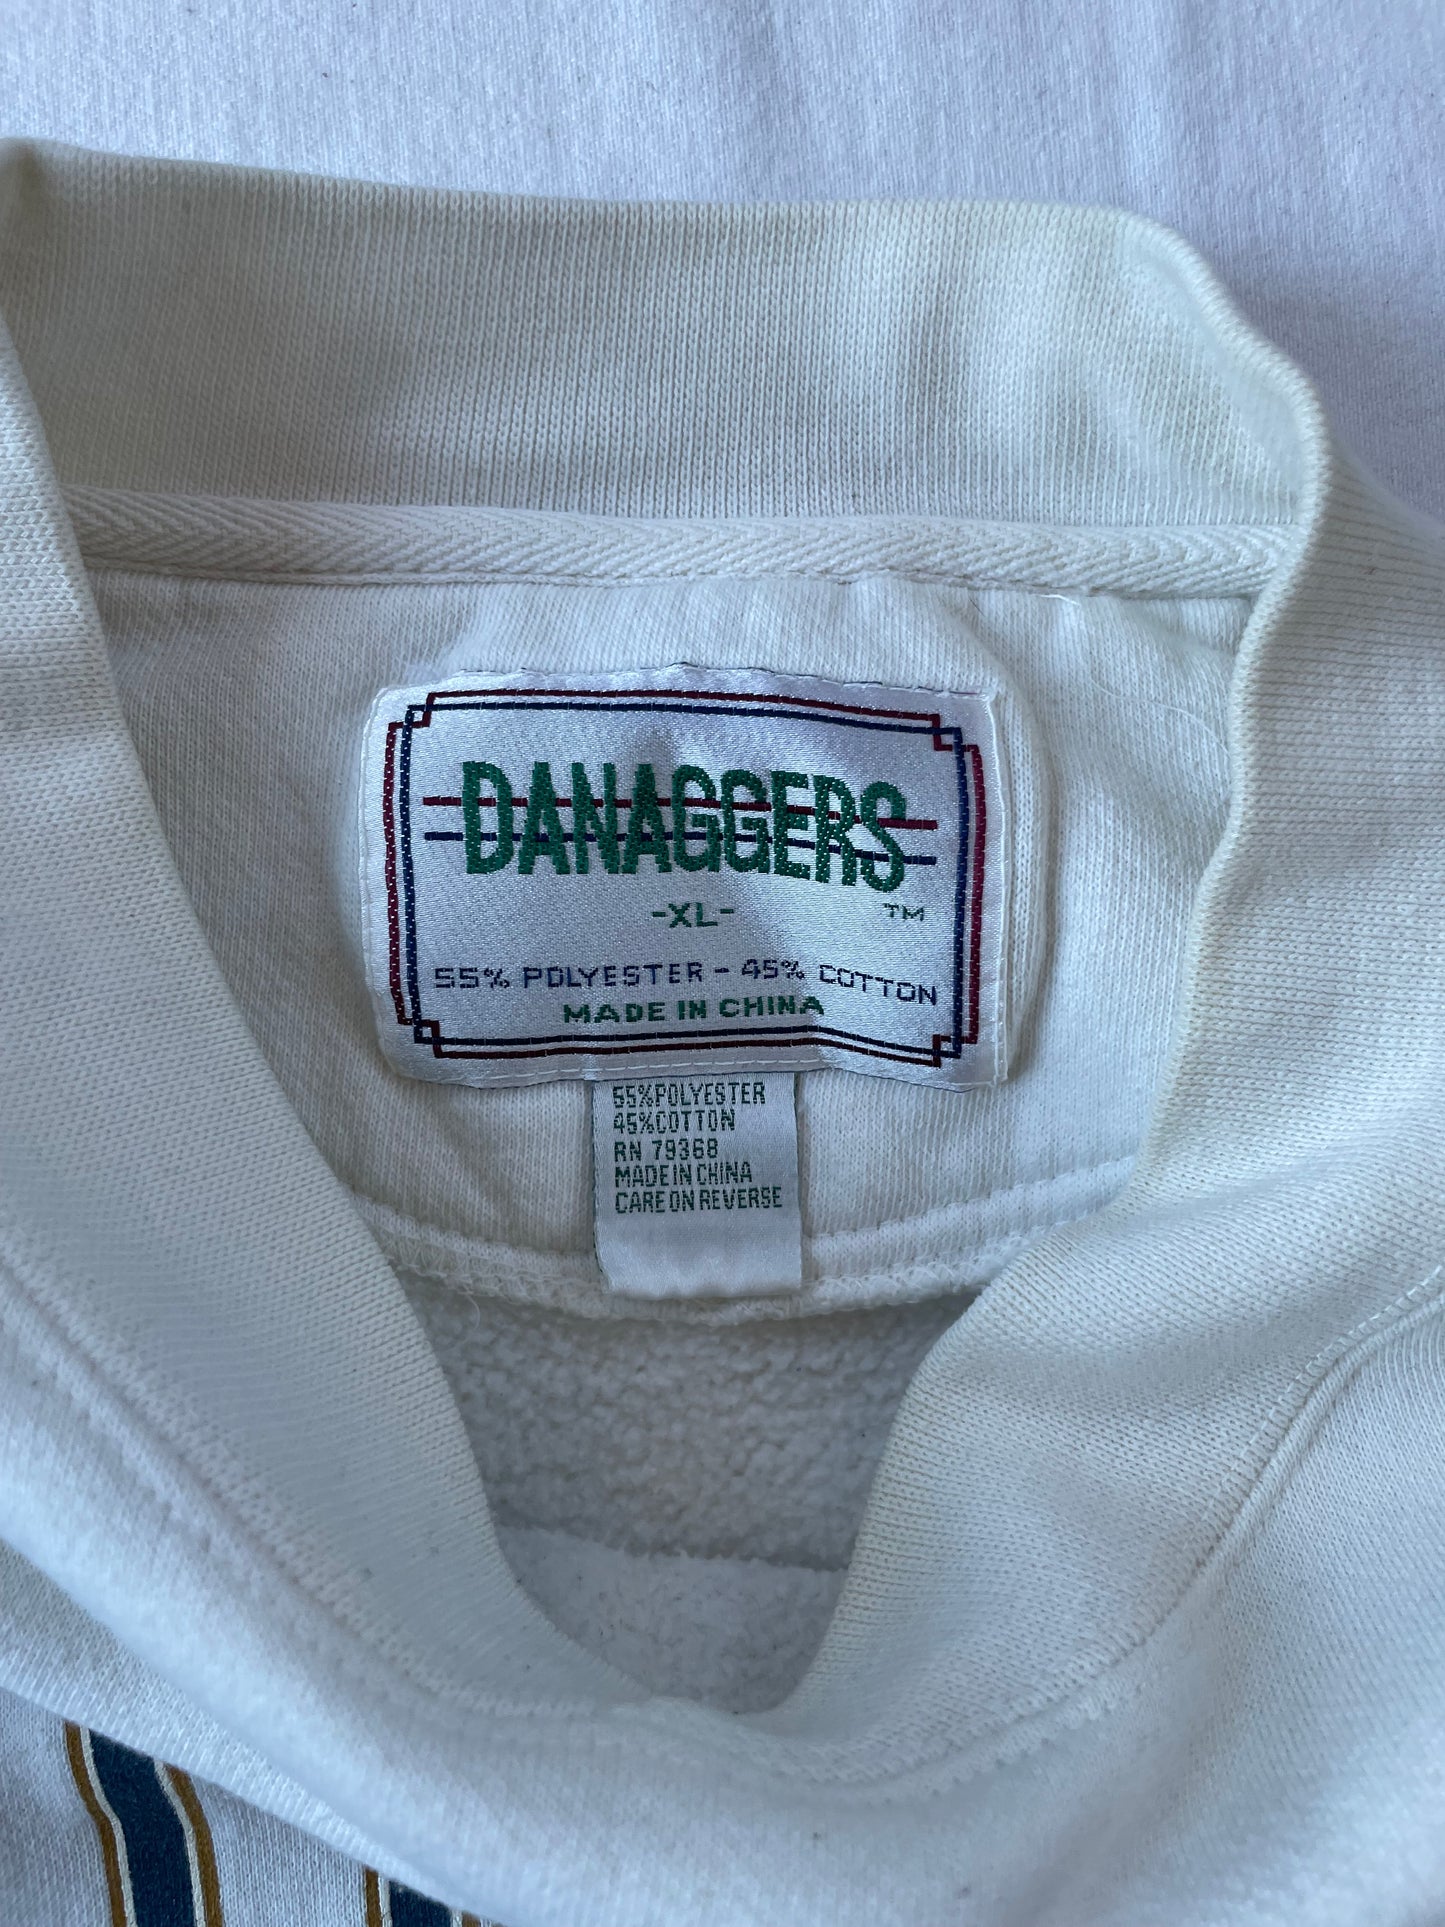 DANAGGERS
-XL- ™
55% POLYESTER - 45% COTTON
MADE IN CHINA
55%POLYESTER
45%COTTON
RN 79368
MADE IN CHINA
CARE ON REVERSE